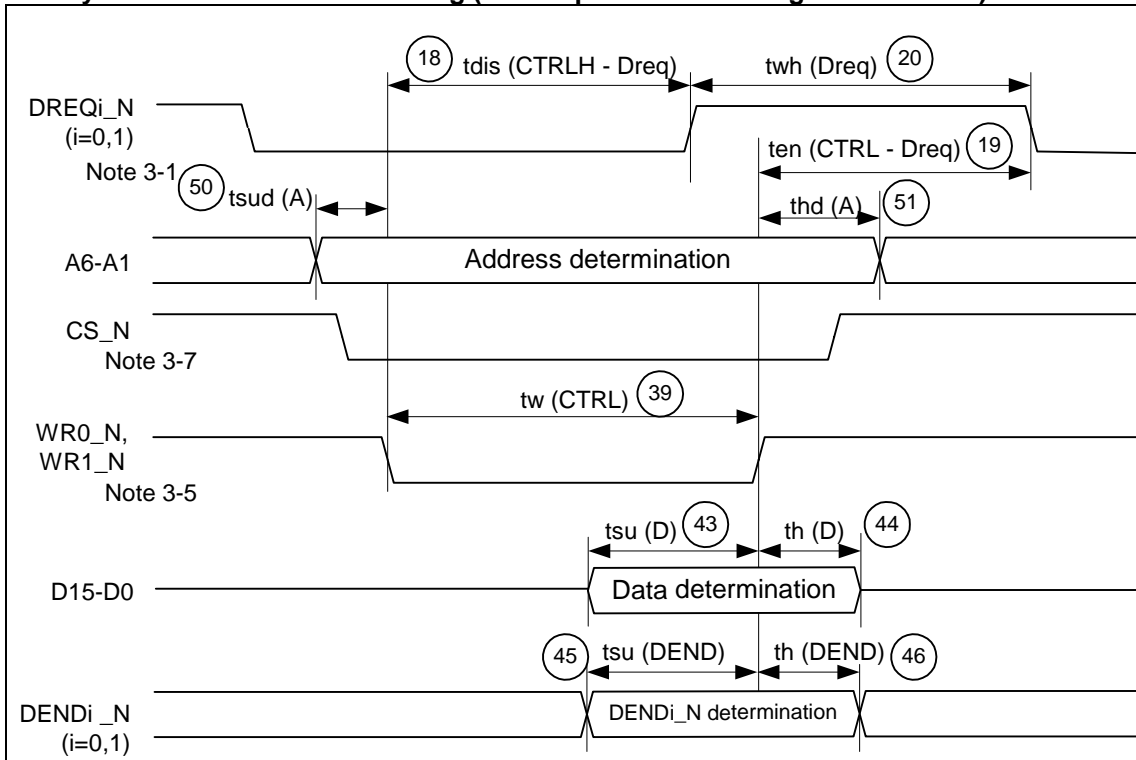 18 tdis (CTRLH - Dreq) twh (Dreq) 20
DREQi_N
(i=0,1)
Note 3-1
ten (CTRL - Dreq) 19
50 tsud (A)
thd (A) 51
A6-A1
Address determination
CS_N
Note 3-7
tw (CTRL) 39
WR0_N,
WR1_N
Note 3-5
tsu (D) 43 th (D) 44
D15-D0
Data determination
45 tsu (DEND) th (DEND) 46
DENDi _N
(i=0,1)
DENDi_N determination